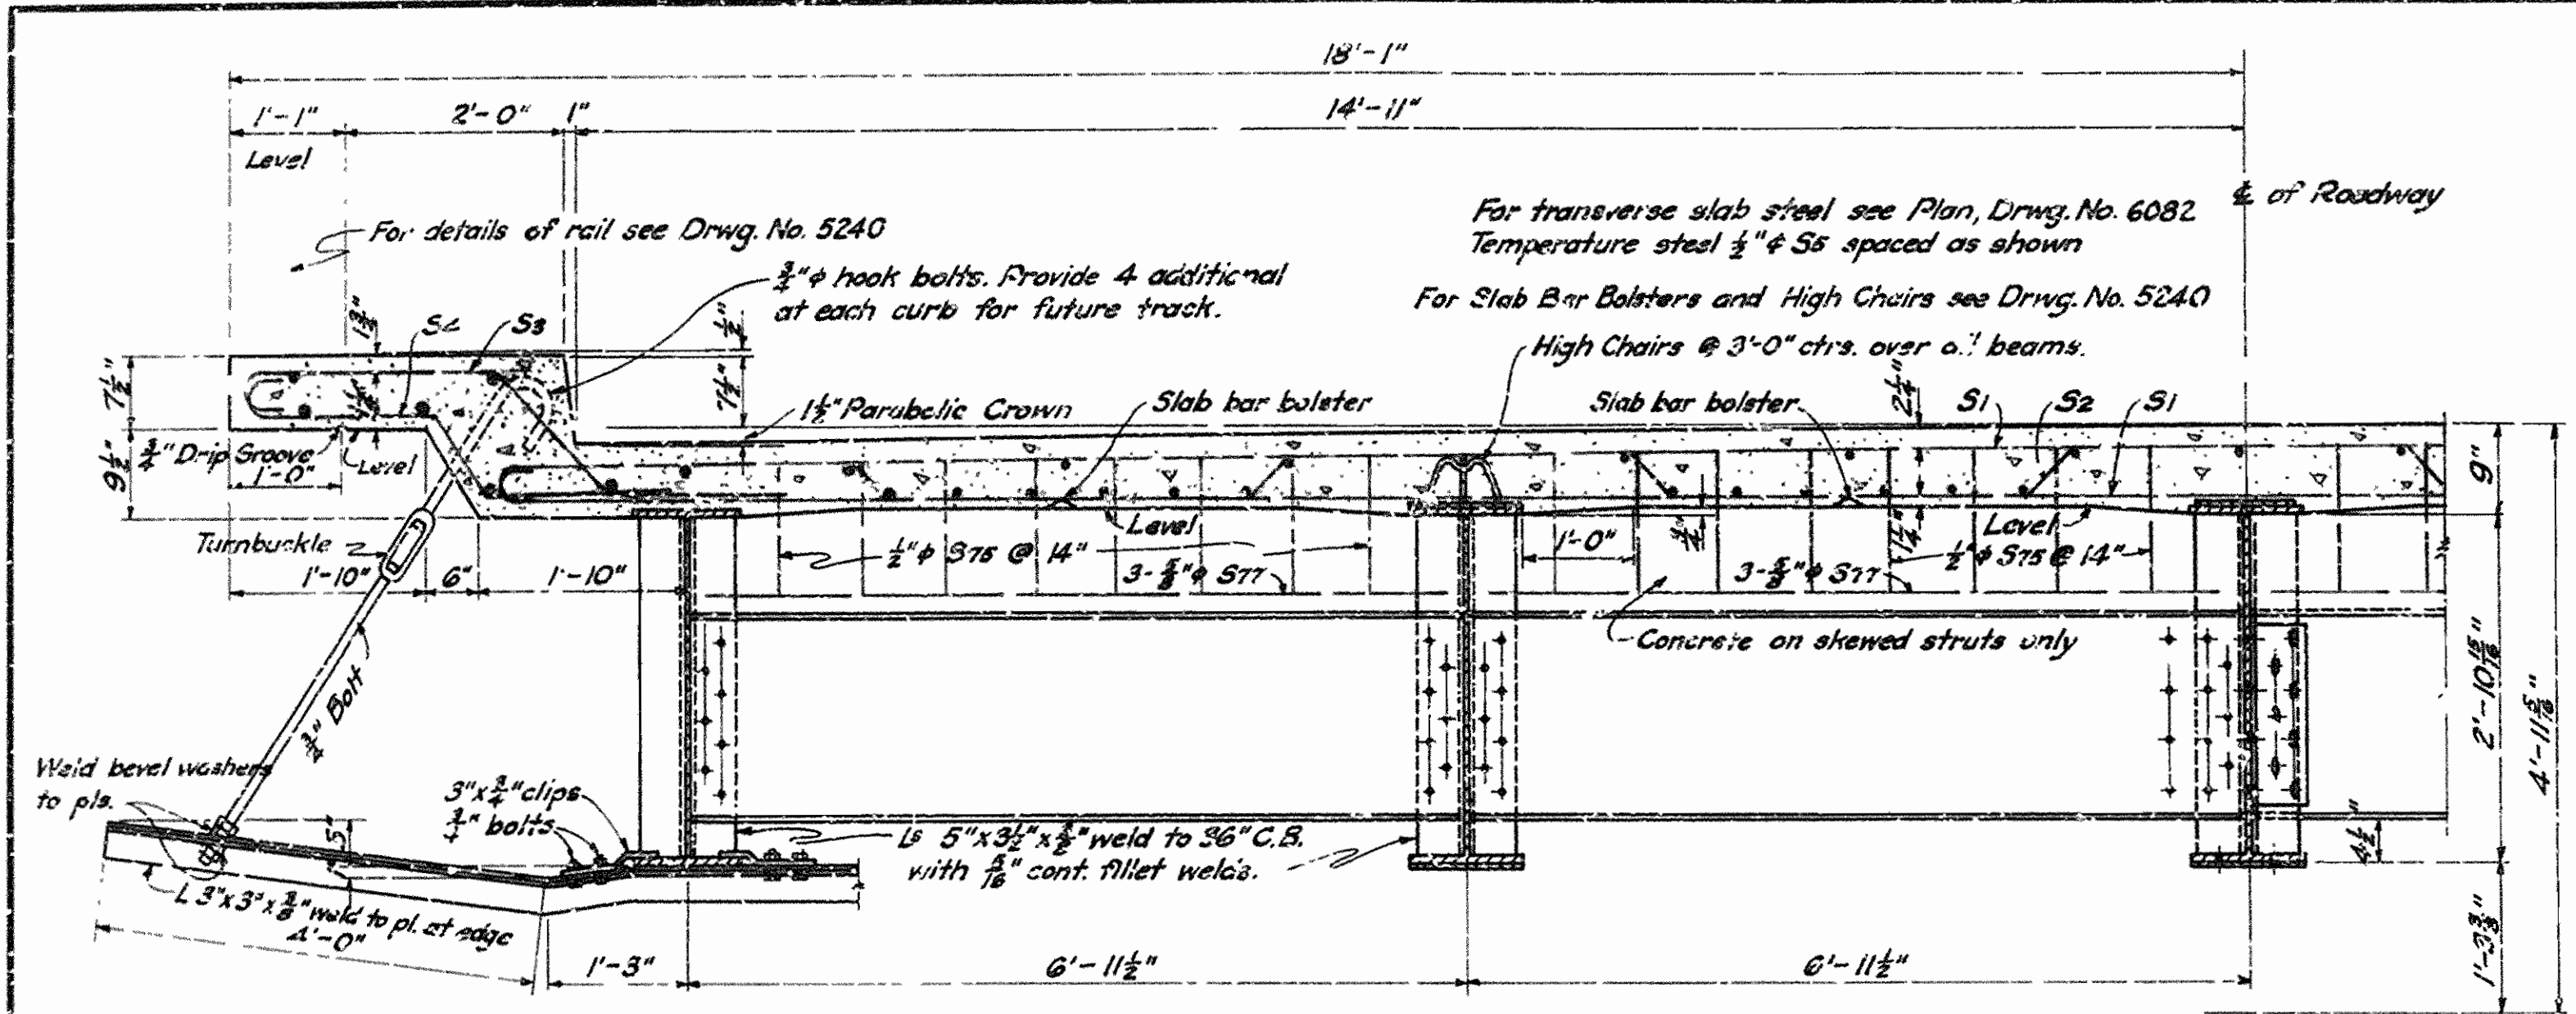 18'-1"
1'-1" 2'-0" 1" 14'-11"
Level
For details of rail see Drwg. No. 5240
For transverse slab steel see Plan, Drwg. No. 6082
℄ of Roadway
Temperature steel ½"ϕ S5 spaced as shown
¾"ϕ hook bolts. Provide 4 additional
at each curb for future track.
For Slab Bar Bolsters and High Chairs see Drwg. No. 5240
High Chairs @ 3'-0" ctrs. over all beams.
S3
½"
7½"
7½"
9½"
1½" Parabolic Crown
Slab bar bolster
Slab bar bolster
2¼"
S1 S2 S1
¾" Drip Groove
1'-0"
Level
Level
Level
9"
Turnbuckle
½"ϕ S75 @ 14"
1'-0"
1¼"
½"ϕ S75 @ 14"
1'-10" 6" 1'-10"
3-⅝"ϕ S77
3-⅝"ϕ S77
Concrete on skewed struts only
¾" Bolt
2'-10 15/16"
4'-11 5/16"
Weld bevel washers
to pls.
5"
3"x¾" clips
¾" bolts
Ls 5"x3½"x weld to 36" C.B.
with 5/16" cont. fillet welds.
4½"
L 3"x3"x⅜" weld to pl. at edge
4'-0"
1'-3" 6'-11½" 6'-11½"